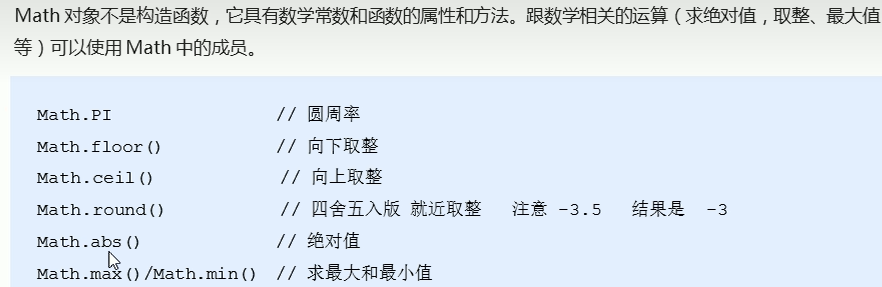 Math 对象不是构造函数，它具有数学常数和函数的属性和方法。跟数学相关的运算（求绝对值，取整、最大值
等）可以使用 Math 中的成员。
Math.PI // 圆周率
Math.floor() // 向下取整
Math.ceil() // 向上取整
Math.round() // 四舍五入版 就近取整 注意 -3.5 结果是 -3
Math.abs() // 绝对值
Math.max()/Math.min() // 求最大和最小值